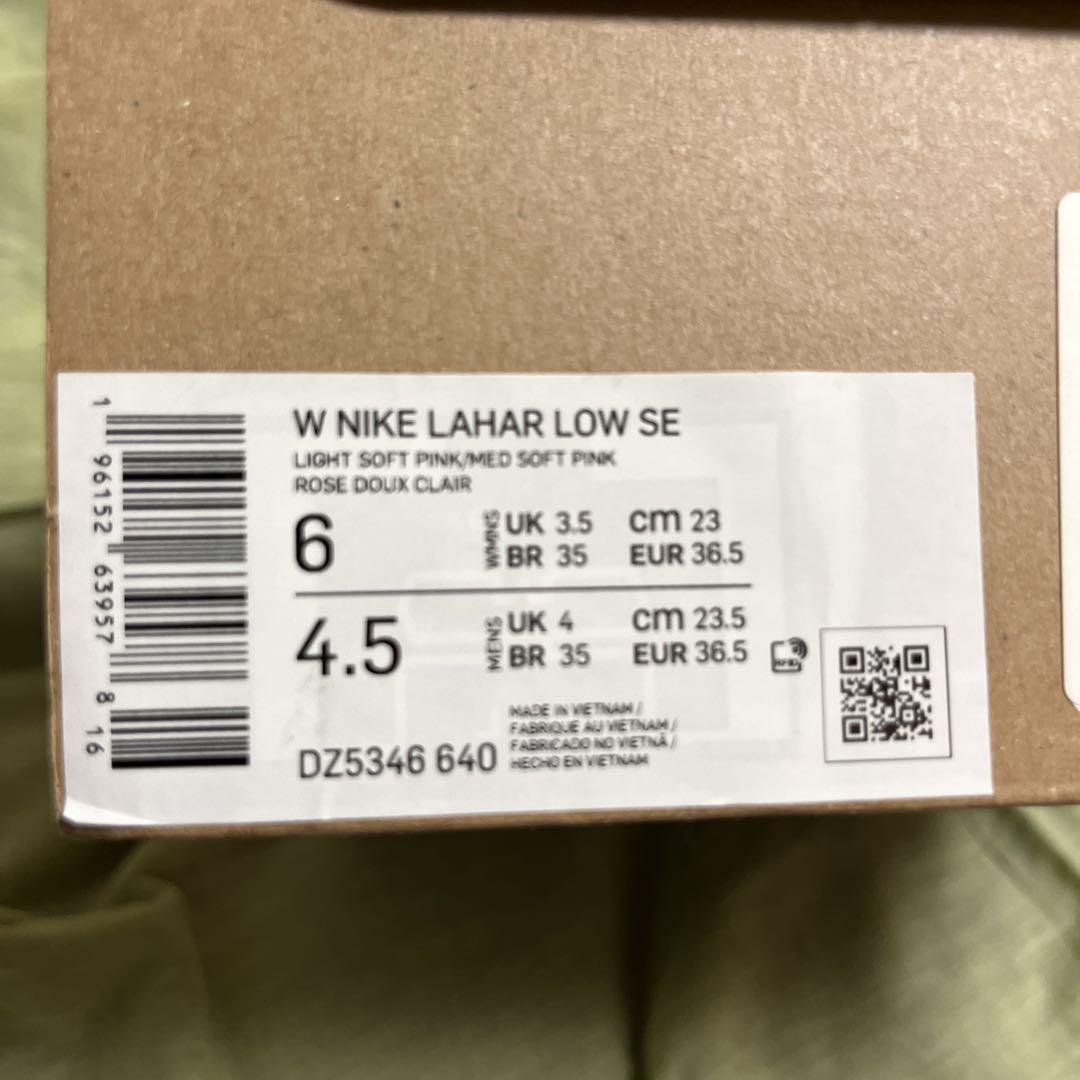 W NIKE LAHAR LOW SE
LIGHT SOFT PINK/MED SOFT PINK
ROSE DOUX CLAIR
6
WMNS
UK 3.5 cm 23
BR 35 EUR 36.5
4.5
MENS
UK 4 cm 23.5
BR 35 EUR 36.5
RFID
DZ5346 640
MADE IN VIETNAM /
FABRIQUE AU VIETNAM /
FABRICADO NO VIETNÃ /
HECHO EN VIETNAM
1 96152 63957 8 16